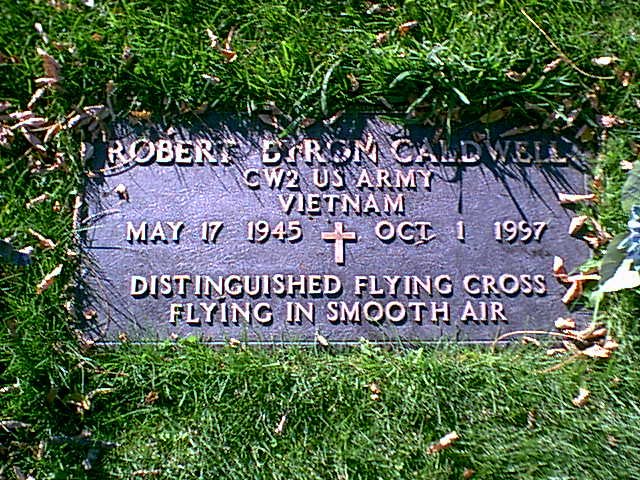 ROBERT BYRON CALDWELL
CW2 US ARMY
VIETNAM
MAY 17 1945 OCT 1 1997
DISTINGUISHED FLYING CROSS
FLYING IN SMOOTH AIR